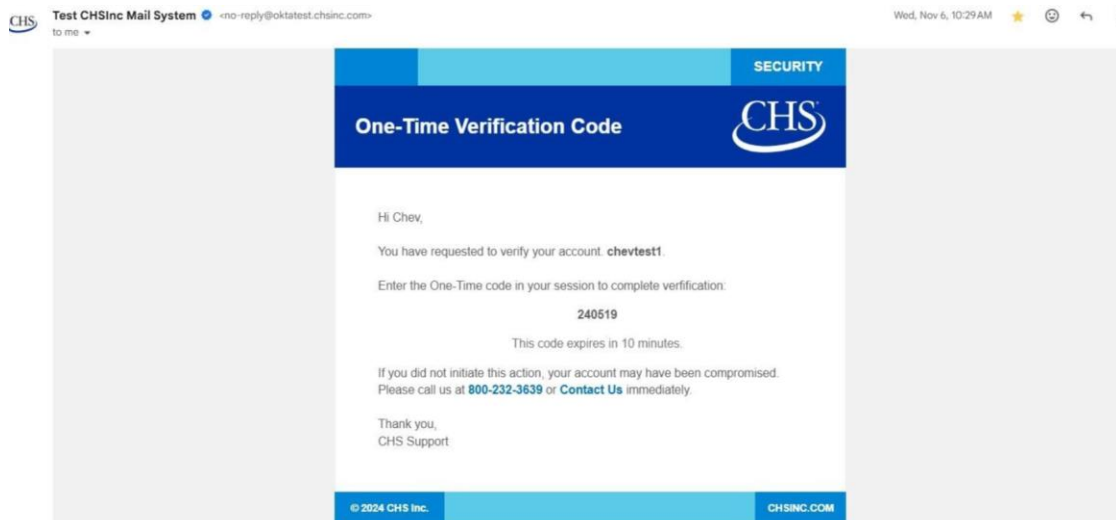 CHS
Test CHSInc Mail System <no-reply@oktatest.chsinc.com>
Wed, Nov 6, 10:29 AM
to me
SECURITY
One-Time Verification Code
CHS
Hi Chev,
You have requested to verify your account. chevtest1.
Enter the One-Time code in your session to complete verfification:
240519
This code expires in 10 minutes.
If you did not initiate this action, your account may have been compromised.
Please call us at 800-232-3639 or Contact Us immediately.
Thank you,
CHS Support
© 2024 CHS Inc.
CHSINC.COM